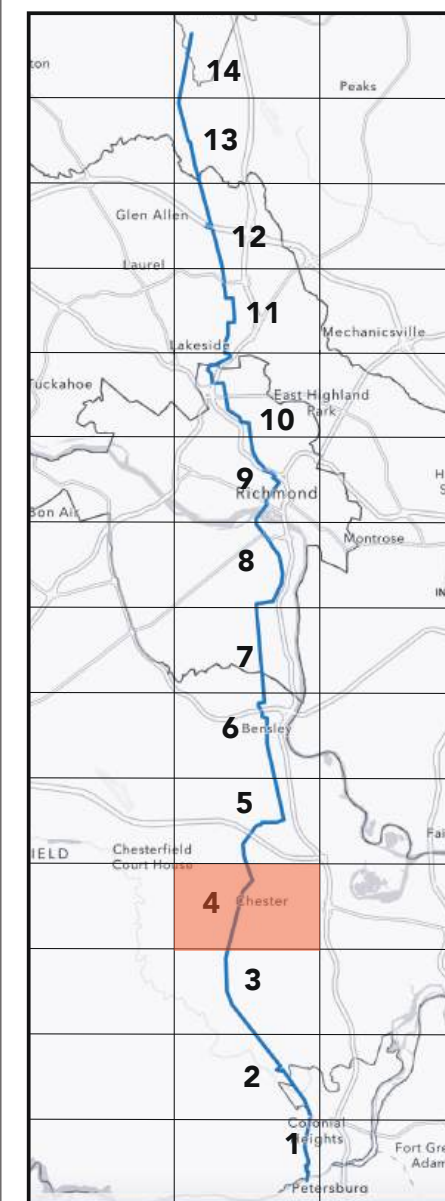 ton
14
Peaks
13
Glen Allen
12
Laurel
11
Mechanicsville
Lakeside
Tuckahoe
East Highland
Park
10
9
Richmond
Bon Air
Montrose
8
IN
7
6
Bensley
5
Fai
IELD
Chesterfield
Court House
4
Chester
3
2
Colonial
Heights
1
Fort Gre
Adam
Petersburg